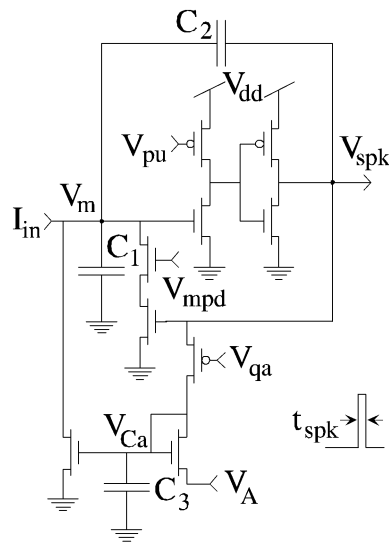 C2
Vdd
Vpu
Vspk
Vm
Iin
C1
Vmpd
Vqa
VCa
tspk
C3
VA